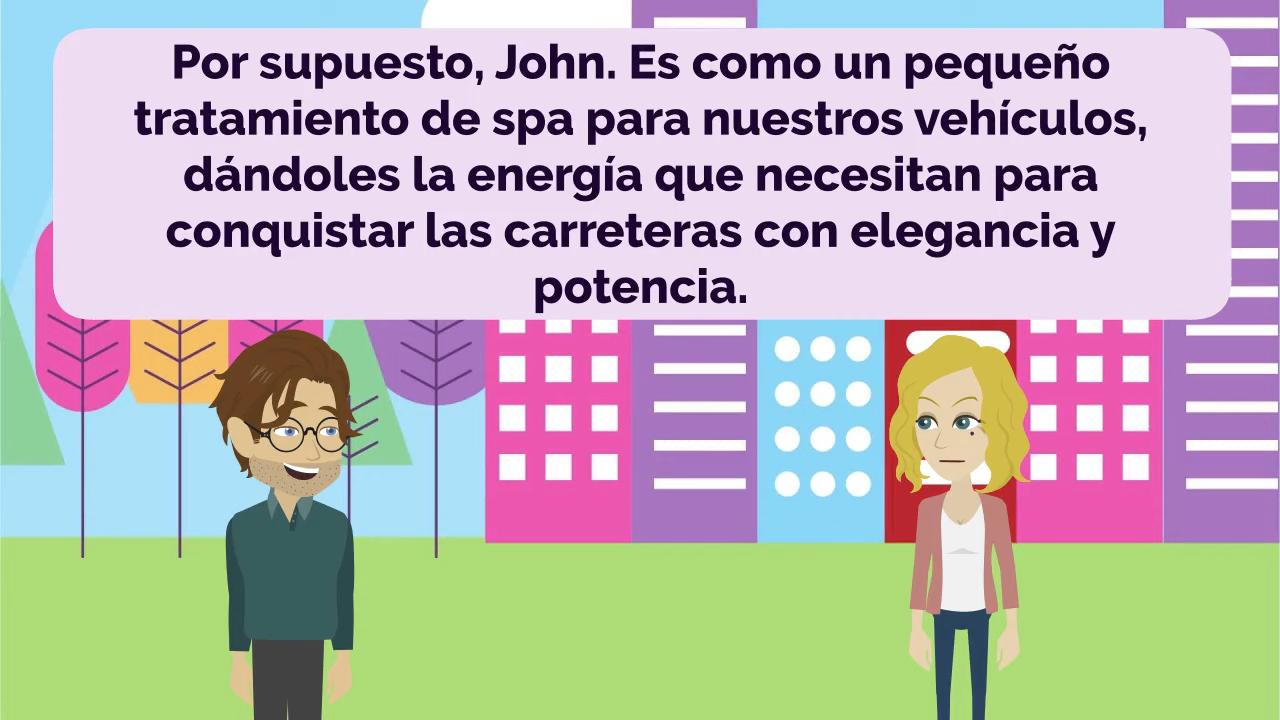 Por supuesto, John. Es como un pequeño
tratamiento de spa para nuestros vehículos,
dándoles la energía que necesitan para
conquistar las carreteras con elegancia y
potencia.